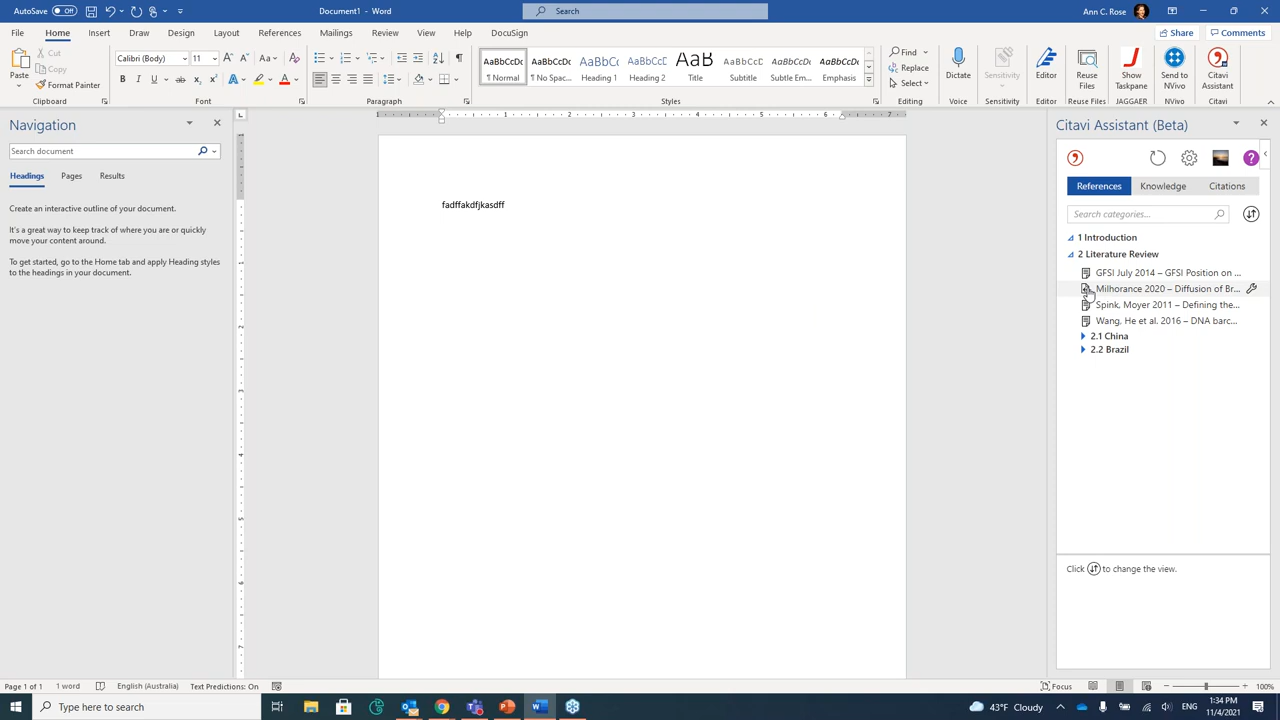 AutoSave Off
Document1 - Word
Search
Ann C. Rose
File Home Insert Draw Design Layout References Mailings Review View Help DocuSign
Share Comments
Paste
Cut
Copy
Format Painter
Clipboard
Calibri (Body) 11
Font
Paragraph
AaBbCcDc AaBbCcDc AaBbC AaBbCcC AaB AaBbCcD AaBbCcDc AaBbCcDc
¶ Normal ¶ No Spac... Heading 1 Heading 2 Title Subtitle Subtle Em... Emphasis
Styles
Find
Replace
Select
Editing
Dictate
Voice
Sensitivity
Sensitivity
Editor
Editor
Reuse Files
Reuse Files
Show Taskpane
JAGGAER
Send to NVivo
NVivo
Citavi Assistant
Citavi
Navigation
Search document
Headings Pages Results
Create an interactive outline of your document.
It's a great way to keep track of where you are or quickly
move your content around.
To get started, go to the Home tab and apply Heading styles
to the headings in your document.
fadffakdfjkasdff
Citavi Assistant (Beta)
References Knowledge Citations
Search categories...
1 Introduction
2 Literature Review
GFSI July 2014 – GFSI Position on ...
Milhorance 2020 – Diffusion of Br...
Spink, Moyer 2011 – Defining the...
Wang, He et al. 2016 – DNA barc...
2.1 China
2.2 Brazil
Click to change the view.
Page 1 of 1 1 word English (Australia) Text Predictions: On
Focus 100%
Type here to search
43°F Cloudy
1:34 PM
11/4/2021